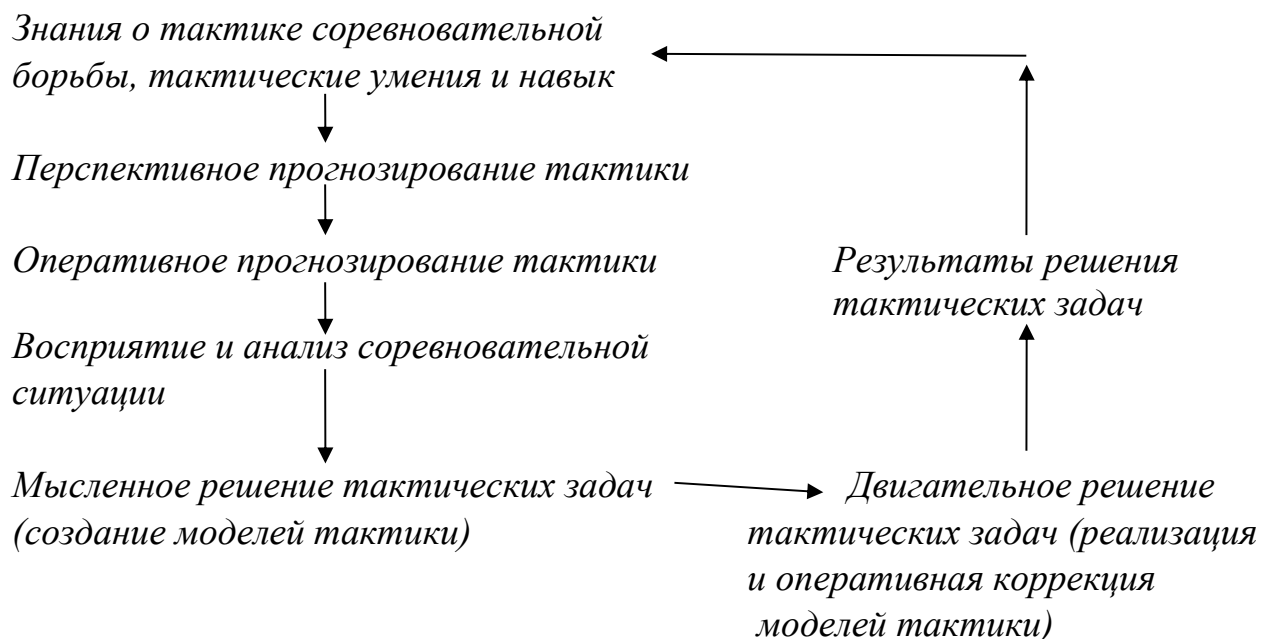 Знания о тактике соревновательной
борьбы, тактические умения и навык
Перспективное прогнозирование тактики
Оперативное прогнозирование тактики
Восприятие и анализ соревновательной
ситуации
Мысленное решение тактических задач
(создание моделей тактики)
Двигательное решение
тактических задач (реализация
и оперативная коррекция
моделей тактики)
Результаты решения
тактических задач